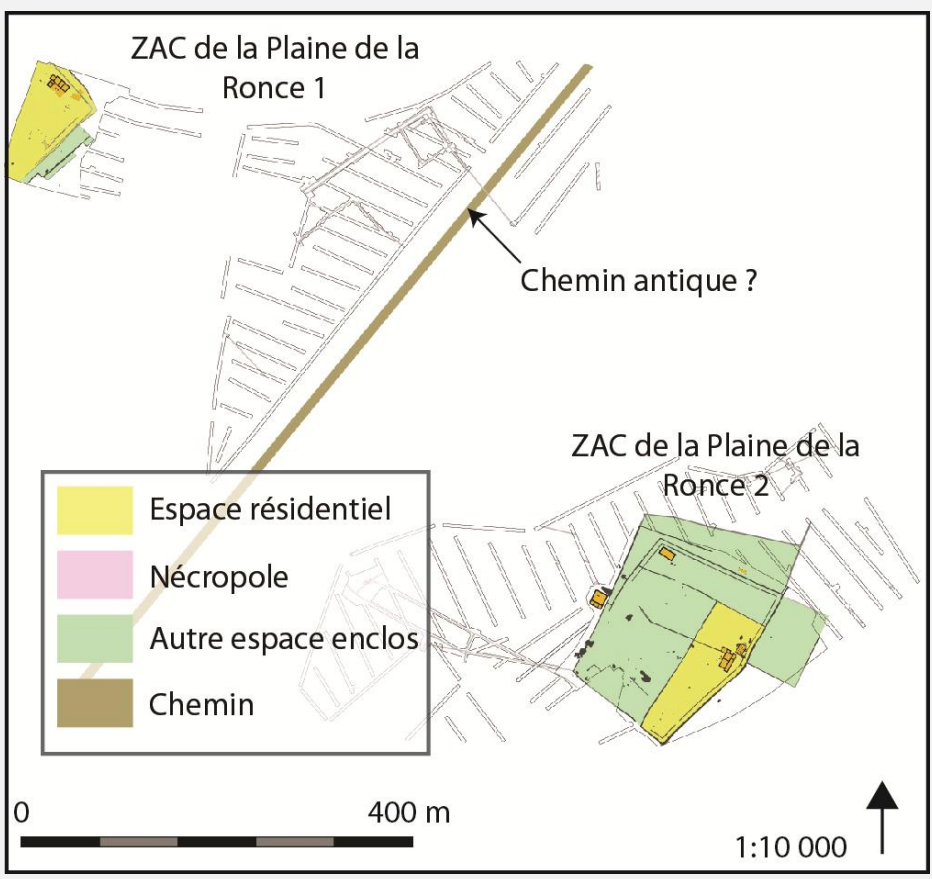 ZAC de la Plaine de la
Ronce 1
Chemin antique ?
ZAC de la Plaine de la
Ronce 2
Espace résidentiel
Nécropole
Autre espace enclos
Chemin
0
400 m
1:10 000